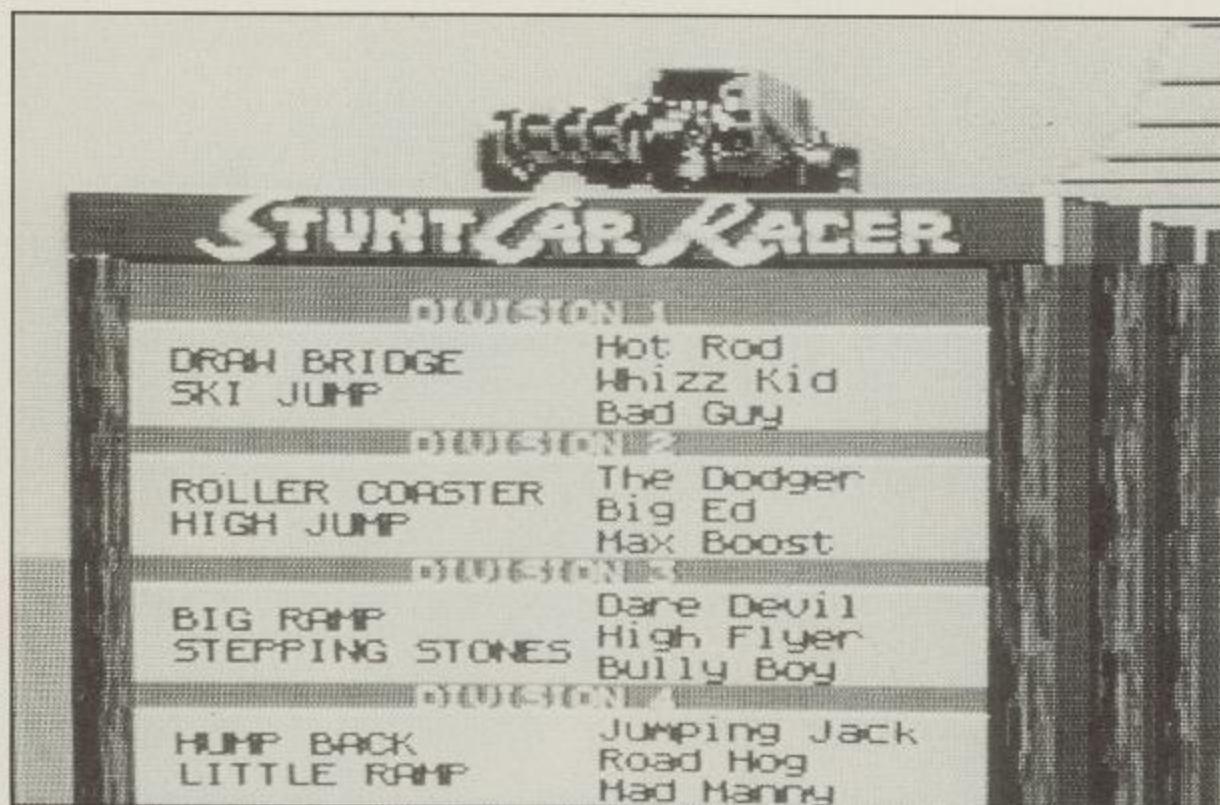 STUNT CAR RACER
DIVISION 1
DRAW BRIDGE
SKI JUMP
Hot Rod
Whizz Kid
Bad Guy
DIVISION 2
ROLLER COASTER
HIGH JUMP
The Dodger
Big Ed
Max Boost
DIVISION 3
BIG RAMP
STEPPING STONES
Dare Devil
High Flyer
Bully Boy
DIVISION 4
HUMP BACK
LITTLE RAMP
Jumping Jack
Road Hog
Mad Manny